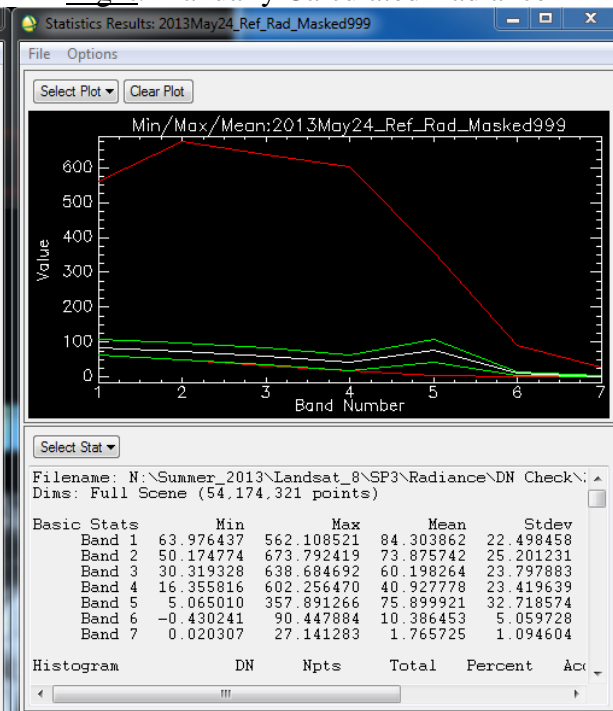 Statistics Results: 2013May24_Ref_Rad_Masked999
File Options
Select Plot Clear Plot
Min/Max/Mean:2013May24_Ref_Rad_Masked999
600
500
400
300
200
100
0
Value
1 2 3 4 5 6 7
Band Number
Select Stat
Filename: N:\Summer_2013\Landsat_8\SP3\Radiance\DN Check\
Dims: Full Scene (54,174,321 points)
Basic Stats Min Max Mean Stdev
Band 1 63.976437 562.108521 84.303862 22.498458
Band 2 50.174774 673.792419 73.875742 25.201231
Band 3 30.319328 638.684692 60.198264 23.797883
Band 4 16.355816 602.256470 40.927778 23.419639
Band 5 5.065010 357.891266 75.899921 32.718574
Band 6 -0.430241 90.447884 10.386453 5.059728
Band 7 0.020307 27.141283 1.765725 1.094604
Histogram DN Npts Total Percent Acc